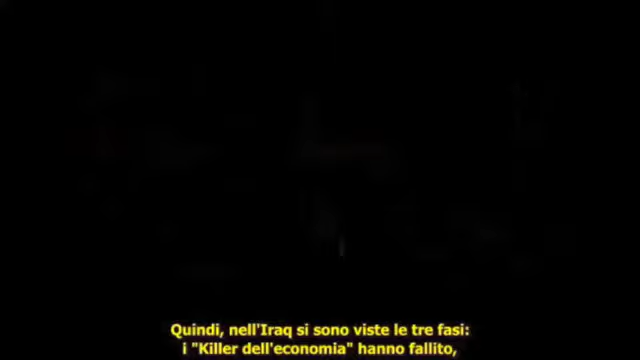 Quindi, nell'Iraq si sono viste le tre fasi:
i "Killer dell'economia" hanno fallito,